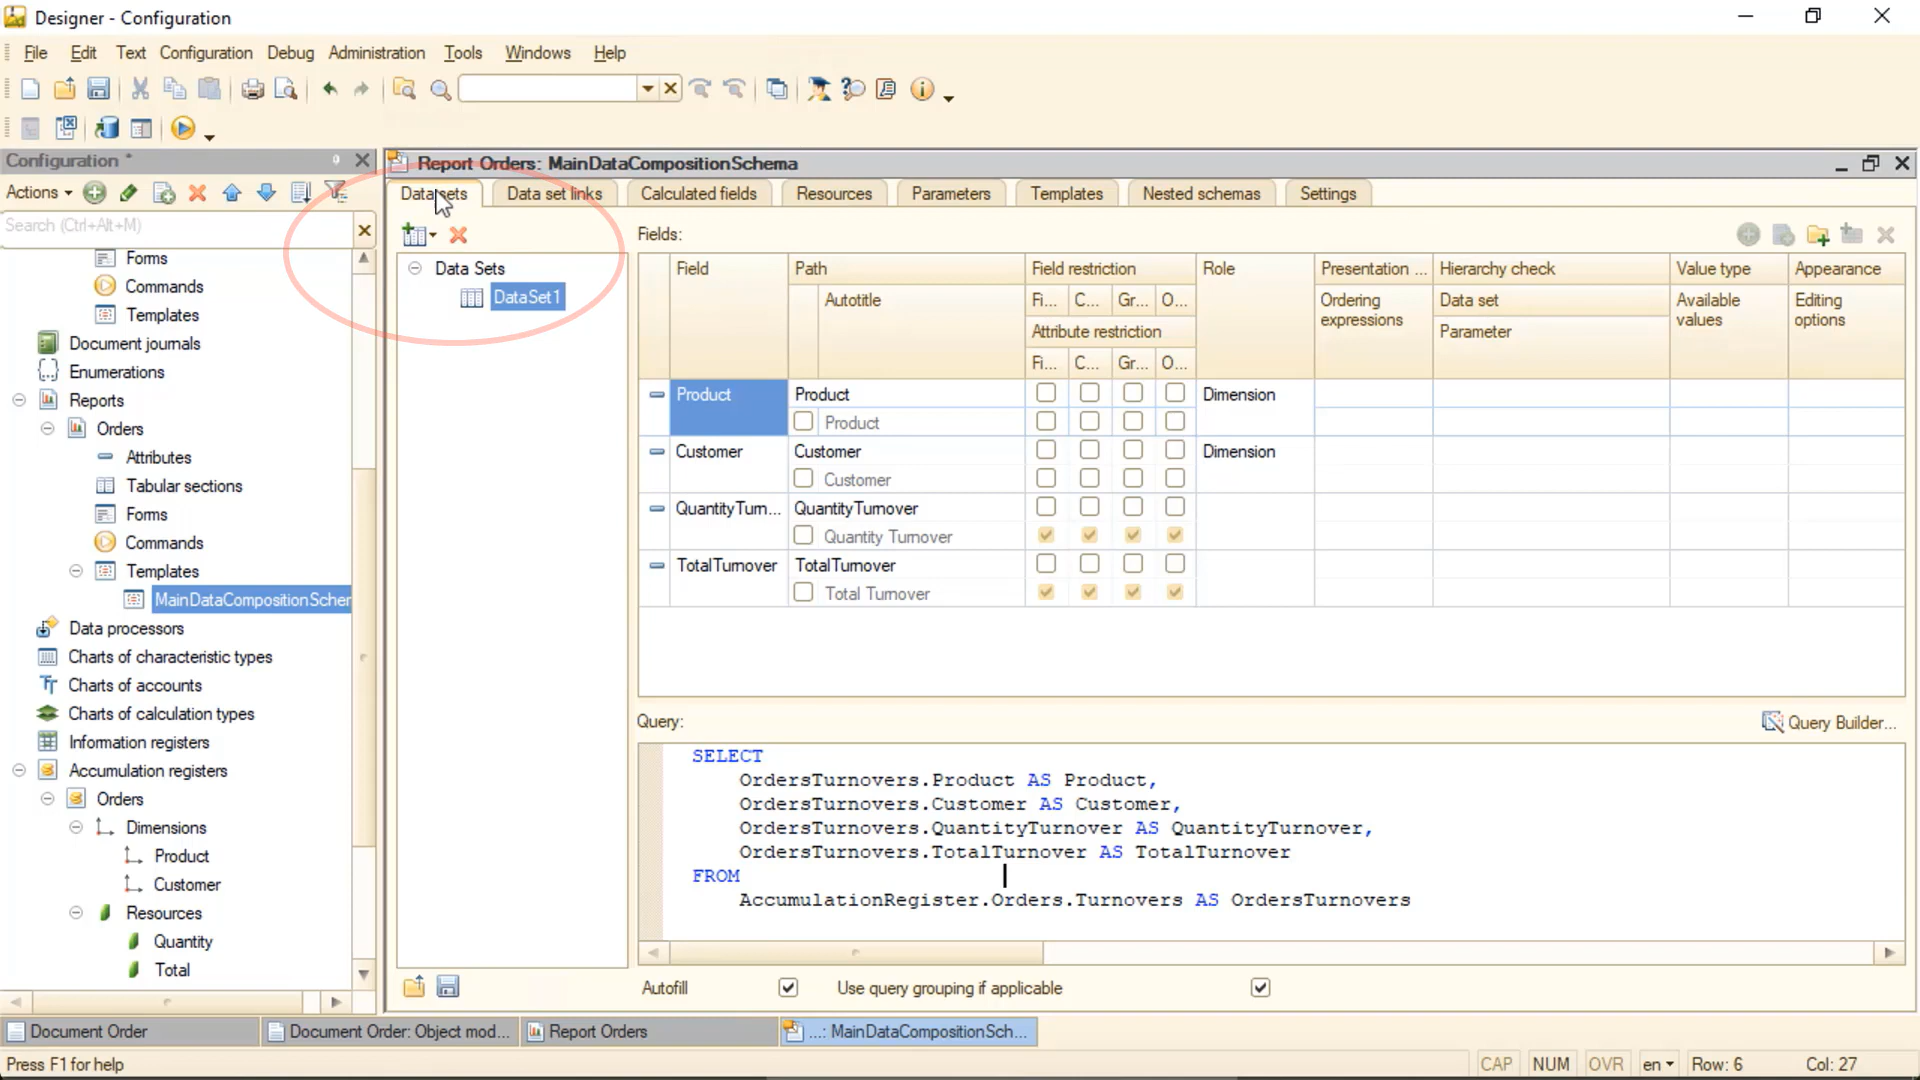 Designer - Configuration
File Edit Text Configuration Debug Administration Tools Windows Help
Configuration *
Actions
Search (Ctrl+Alt+M)
Forms
Commands
Templates
Document journals
Enumerations
Reports
Orders
Attributes
Tabular sections
Forms
Commands
Templates
MainDataCompositionScher
Data processors
Charts of characteristic types
Charts of accounts
Charts of calculation types
Information registers
Accumulation registers
Orders
Dimensions
Product
Customer
Resources
Quantity
Total
Report Orders: MainDataCompositionSchema
Data sets Data set links Calculated fields Resources Parameters Templates Nested schemas Settings
Data Sets
DataSet1
Fields:
Field Path Field restriction Role Presentation ... Hierarchy check Value type Appearance
Autotitle Fi... C... Gr... O... Ordering expressions Data set Available values Editing options
Attribute restriction Parameter
Fi... C... Gr... O...
Product Product Dimension
Product
Customer Customer Dimension
Customer
QuantityTurn... QuantityTurnover
Quantity Turnover
TotalTurnover TotalTurnover
Total Turnover
Query: Query Builder...
SELECT
OrdersTurnovers.Product AS Product,
OrdersTurnovers.Customer AS Customer,
OrdersTurnovers.QuantityTurnover AS QuantityTurnover,
OrdersTurnovers.TotalTurnover AS TotalTurnover
FROM
AccumulationRegister.Orders.Turnovers AS OrdersTurnovers
Autofill Use query grouping if applicable
Document Order Document Order: Object mod... Report Orders ...: MainDataCompositionSch...
Press F1 for help CAP NUM OVR en Row: 6 Col: 27